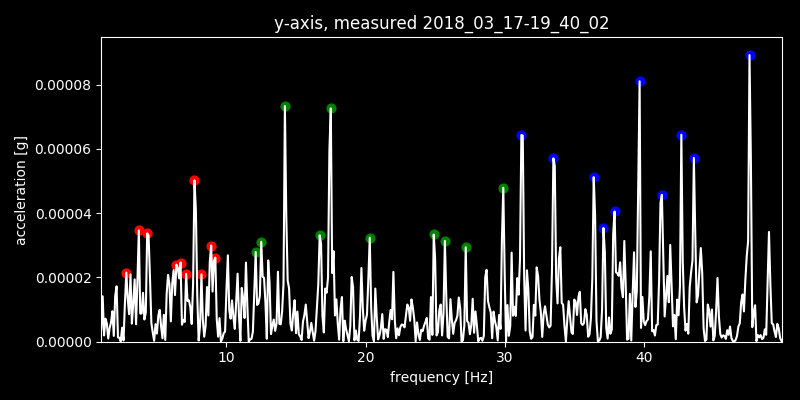 y-axis, measured 2018_03_17-19_40_02
0.00008
0.00006
0.00004
0.00002
0.00000
acceleration [g]
10 20 30 40
frequency [Hz]